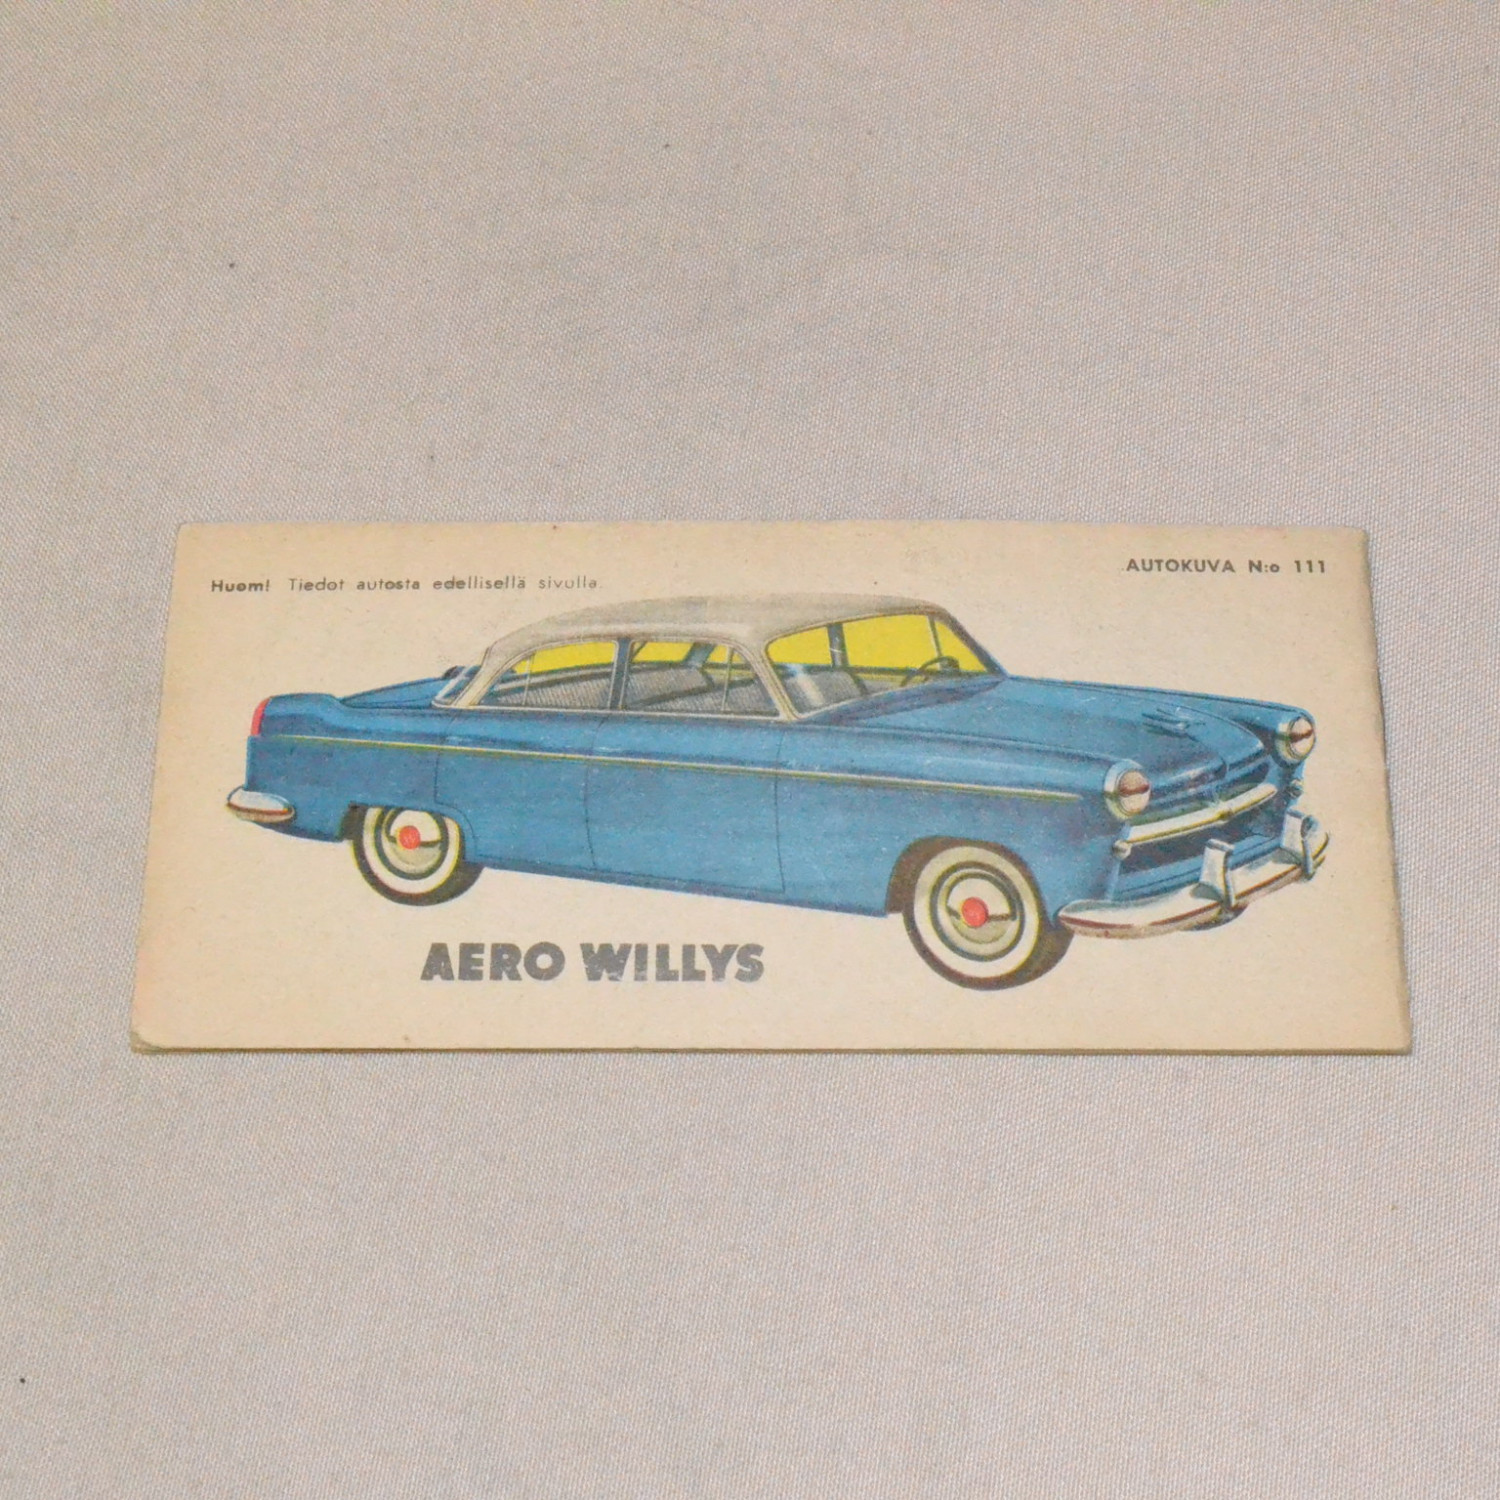 Huom! Tiedot autosta edellisellä sivulla.
AUTOKUVA N:o 111
AERO WILLYS